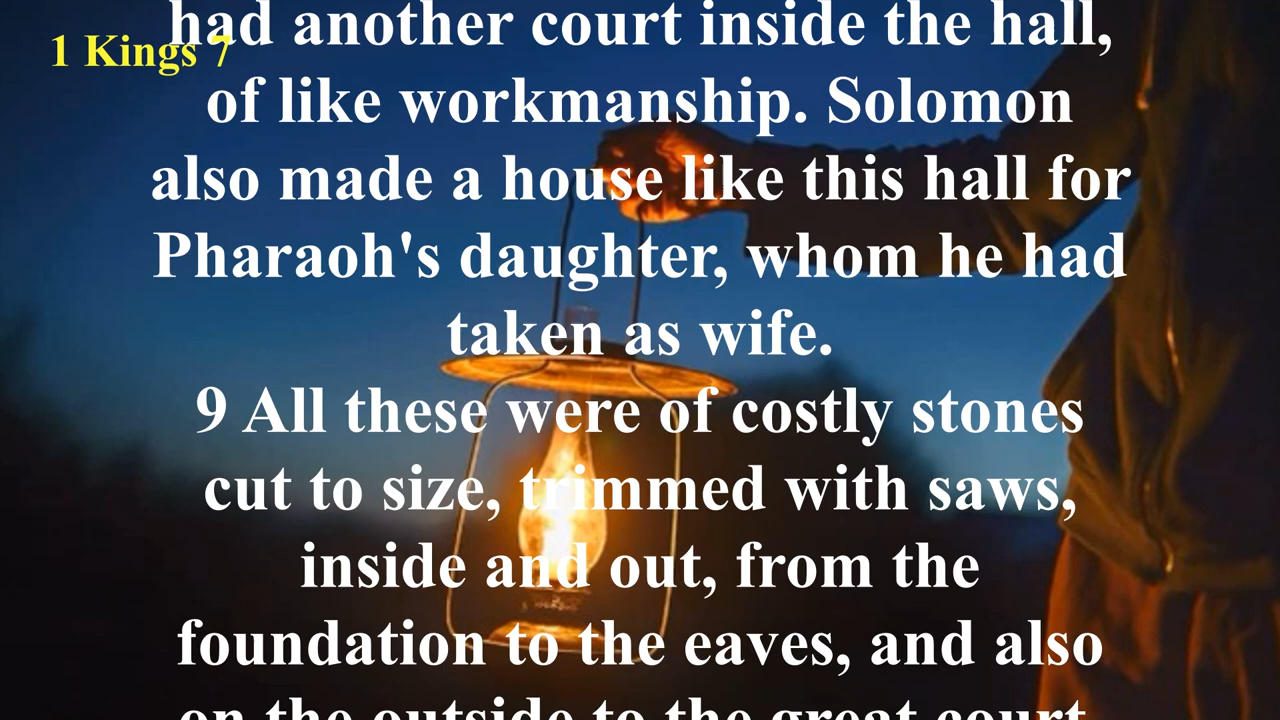 had another court inside the hall,
1 Kings 7
of like workmanship. Solomon
also made a house like this hall for
Pharaoh's daughter, whom he had
taken as wife.
9 All these were of costly stones
cut to size, trimmed with saws,
inside and out, from the
foundation to the eaves, and also
on the outside to the great court.